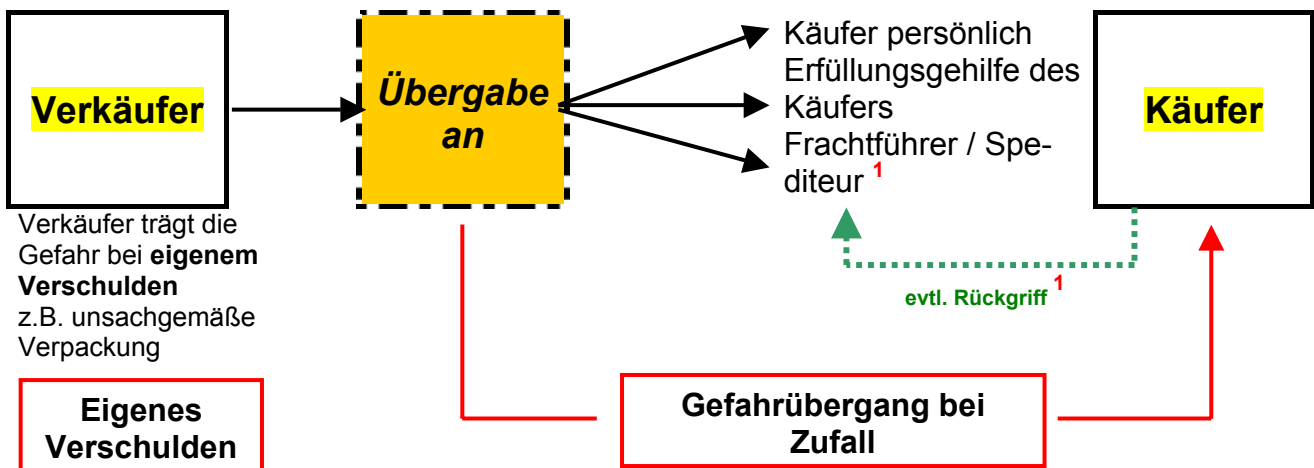 Verkäufer
Übergabe
an
Käufer persönlich
Erfüllungsgehilfe des
Käufers
Frachtführer / Spe-
diteur 1
Käufer
Verkäufer trägt die
Gefahr bei eigenem
Verschulden
z.B. unsachgemäße
Verpackung
evtl. Rückgriff 1
Eigenes
Verschulden
Gefahrübergang bei
Zufall